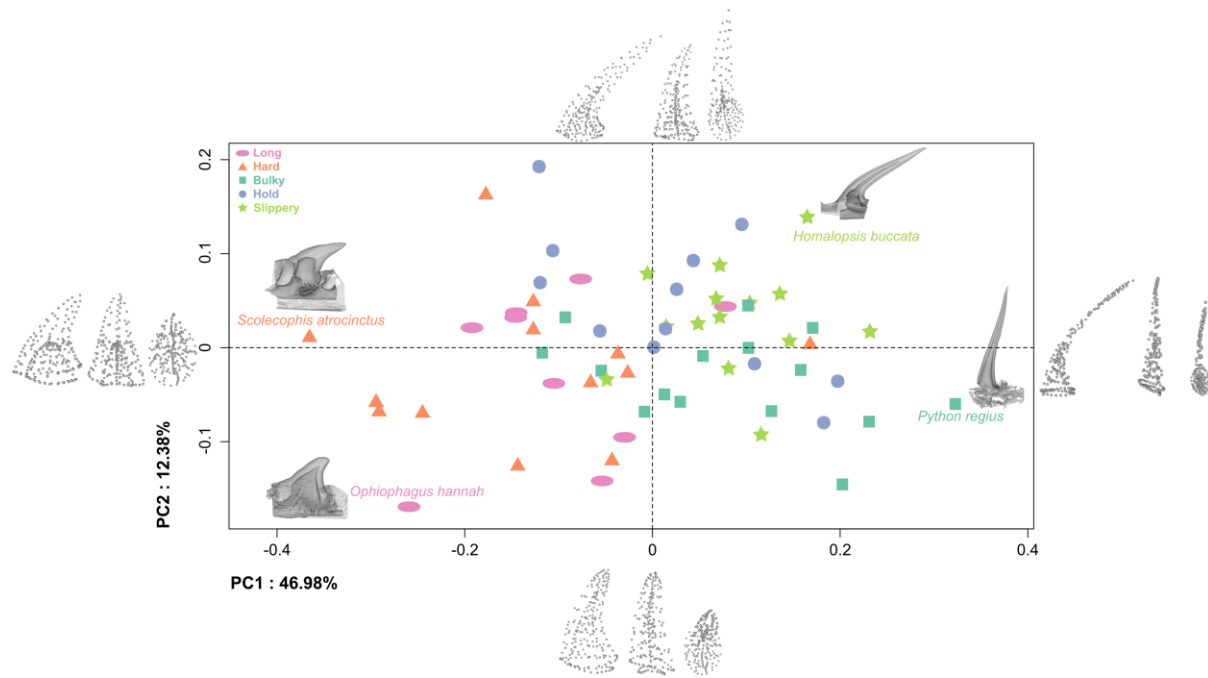 Long
Hard
Bulky
Hold
Slippery
Homalopsis buccata
Scolecophis atrocinctus
Python regius
Ophiophagus hannah
0.2
0.1
0
-0.1
PC2 : 12.38%
-0.4
-0.2
0
0.2
0.4
PC1 : 46.98%